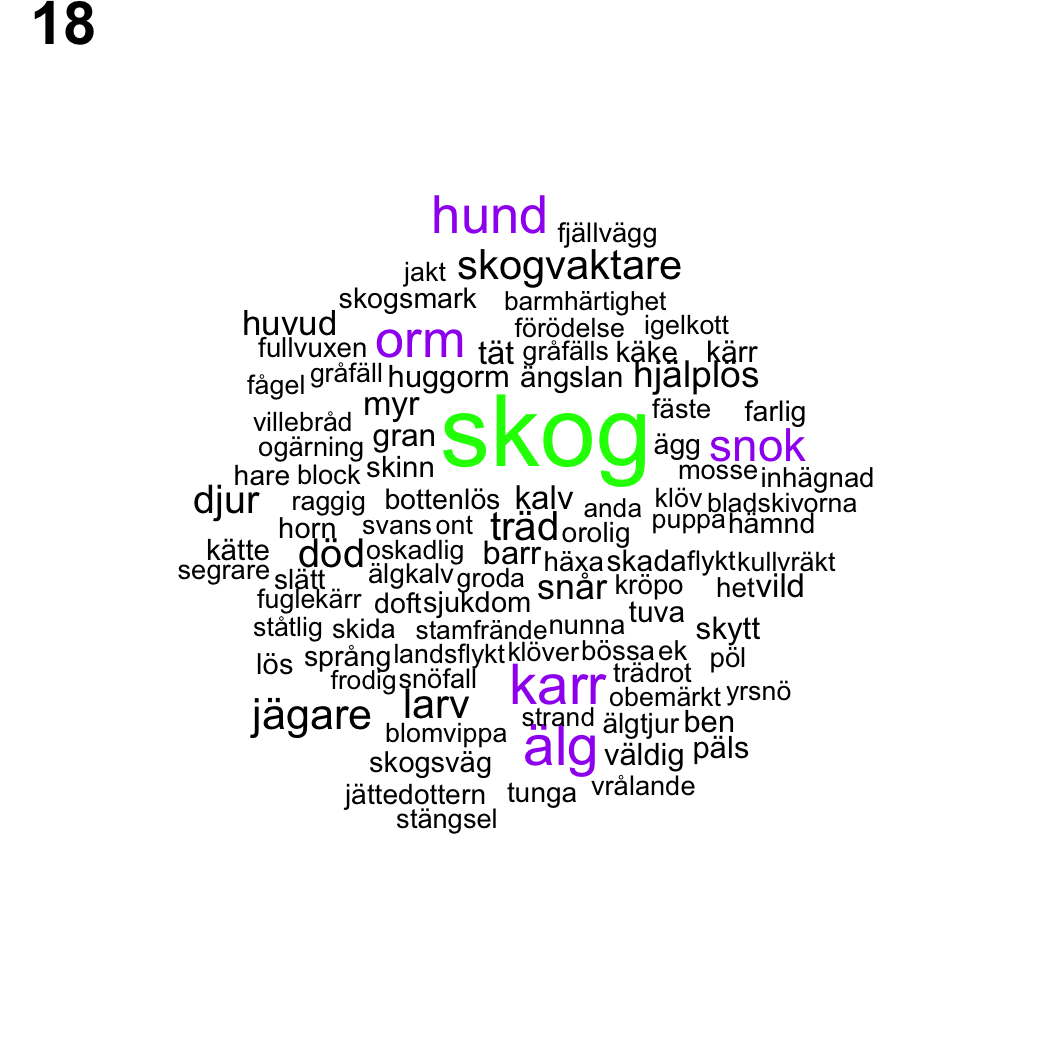 18
hund
fjällvägg
jakt skogvaktare
skogsmark barmhärtighet
huvud orm förödelse igelkott
fullvuxen tät gråfälls käke kärr
fågel gråfäll huggorm ängslan hjälplös
villebråd myr skog fäste farlig
ogärning gran ägg snok
hare block skinn mosse inhägnad
djur raggig bottenlös kalv anda klöv bladskivorna
horn svans ont träd orolig puppa hämnd
kätte död oskadlig barr häxa skada flykt kullvräkt
segrare slätt älgkalv groda snår kröpo het vild
fuglekärr doft sjukdom tuva
ståtlig skida stamfrände nunna skytt
lös språng landsflykt klöver bössa ek pöl
frodig snöfall karr trädrot yrsnö
jägare larv strand obemärkt
blomvippa älg älgtjur ben
skogsväg väldig päls
jättedottern tunga vrålande
stängsel